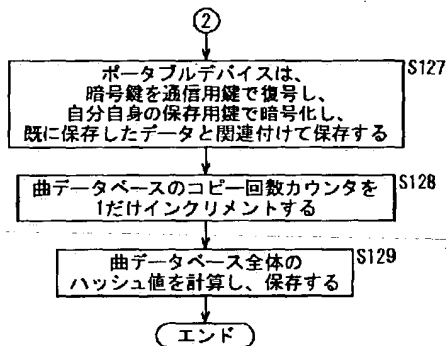 2
ポータブルデバイスは、
暗号鍵を通信用鍵で復号し、
自分自身の保存用鍵で暗号化し、
既に保存したデータと関連付けて保存する
S127
曲データベースのコピー回数カウンタを
1だけインクリメントする
S128
曲データベース全体の
ハッシュ値を計算し、保存する
S129
エンド